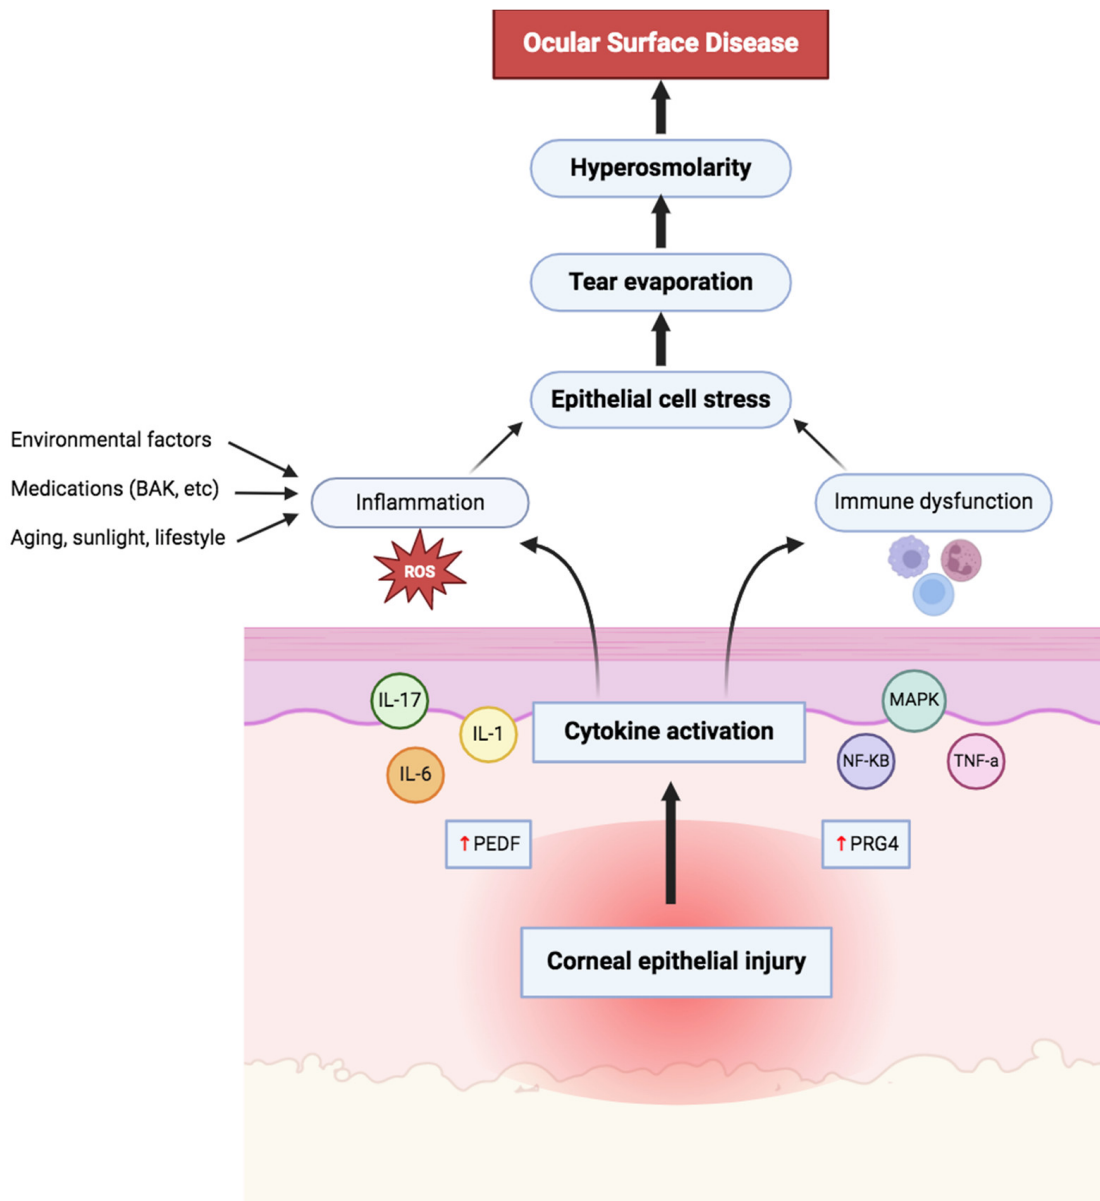 Ocular Surface Disease
Hyperosmolarity
Tear evaporation
Epithelial cell stress
Environmental factors
Medications (BAK, etc)
Aging, sunlight, lifestyle
Inflammation
Immune dysfunction
ROS
IL-17
IL-1
IL-6
Cytokine activation
MAPK
NF-KB
TNF-a
↑PEDF
↑PRG4
Corneal epithelial injury